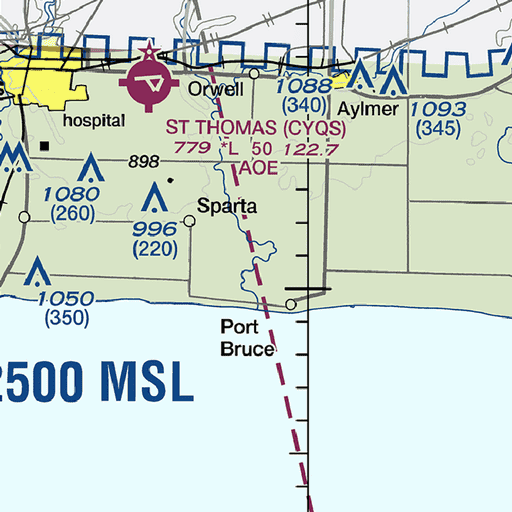 Orwell
1088
(340)
Aylmer
1093
(345)
hospital
ST THOMAS (CYQS)
779 *L 50 122.7
AOE
898
1080
(260)
Sparta
996
(220)
1050
(350)
Port
Bruce
2500 MSL